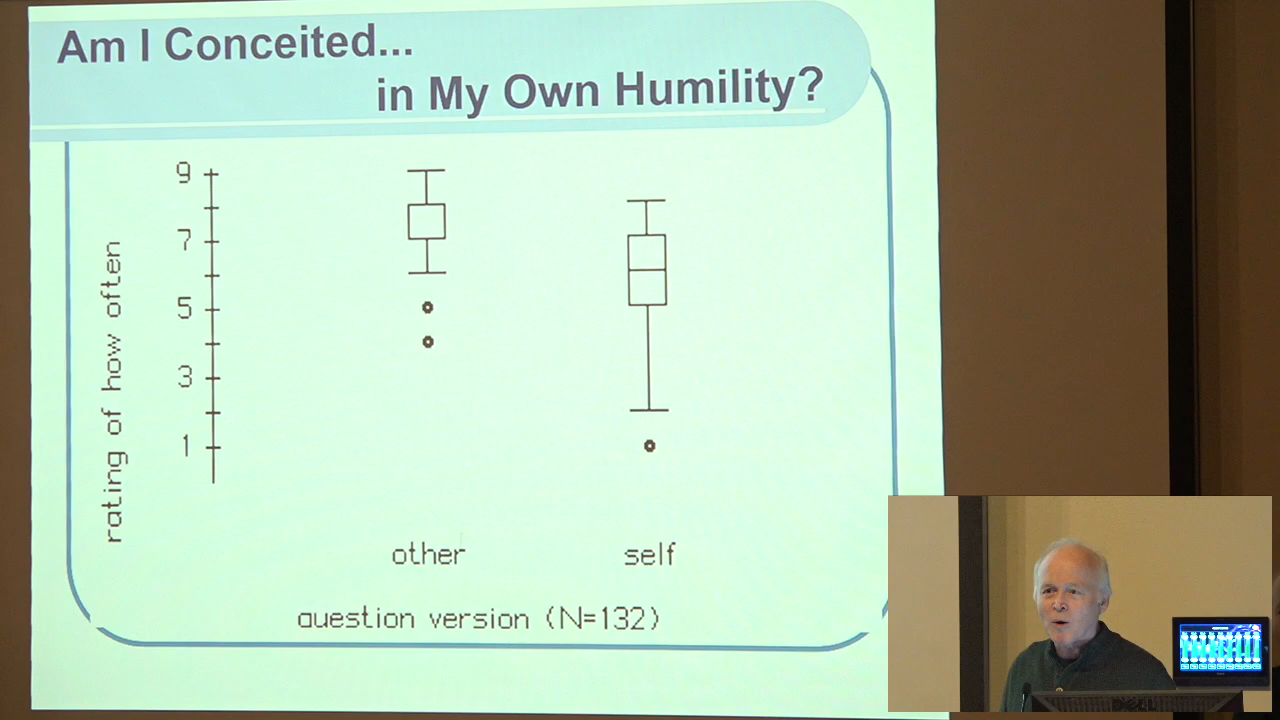 Am I Conceited...
in My Own Humility?
9
7
5
3
1
rating of how often
other
self
question version (N=132)
DELL